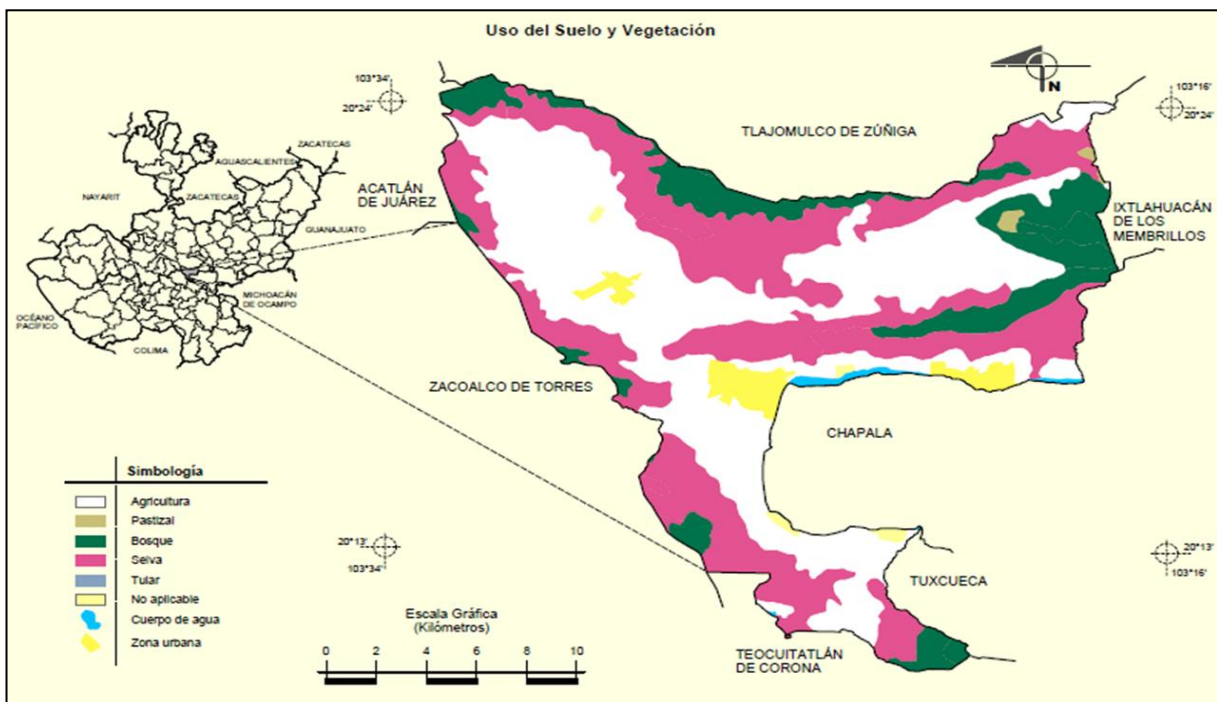 Uso del Suelo y Vegetación
103°34'
20°24'
N
103°16'
20°24'
TLAJOMULCO DE ZÚÑIGA
ZACATECAS
AGUASCALIENTES
NAYARIT
ZACATECAS
GUANAJUATO
ACATLÁN
DE JUÁREZ
IXTLAHUACÁN
DE LOS
MEMBRILLOS
MICHOACÁN
DE OCAMPO
OCÉANO
PACÍFICO
COLIMA
ZACOALCO DE TORRES
CHAPALA
Simbología
Agricultura
Pastizal
Bosque
Selva
Tular
No aplicable
Cuerpo de agua
Zona urbana
20°13'
103°34'
20°13'
103°16'
TUXCUECA
Escala Gráfica
(Kilómetros)
0 2 4 6 8 10
TEOCUITATLÁN
DE CORONA